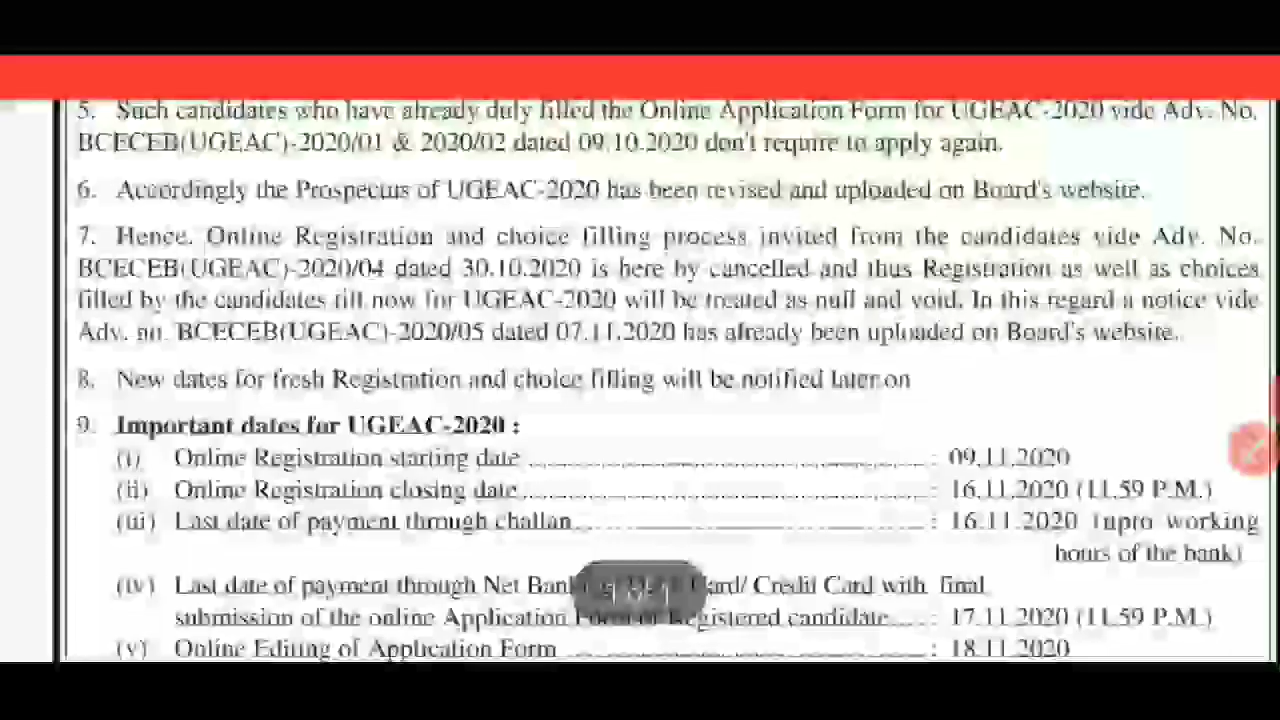 5. Such candidates who have already duly filled the Online Application Form for UGEAC-2020 vide Adv. No.
BCECEB(UGEAC)-2020/01 & 2020/02 dated 09.10.2020 don't require to apply again.
6. Accordingly the Prospectus of UGEAC-2020 has been revised and uploaded on Board's website.
7. Hence, Online Registration and choice filling process invited from the candidates vide Adv. No.
BCECEB(UGEAC)-2020/04 dated 30.10.2020 is here by cancelled and thus Registration as well as choices
filled by the candidates till now for UGEAC-2020 will be treated as null and void. In this regard a notice vide
Adv. no. BCECEB(UGEAC)-2020/05 dated 07.11.2020 has already been uploaded on Board's website.
8. New dates for fresh Registration and choice filling will be notified later on
9. Important dates for UGEAC-2020 :
(i) Online Registration starting date : 09.11.2020
(ii) Online Registration closing date : 16.11.2020 (11.59 P.M.)
(iii) Last date of payment through challan : 16.11.2020 (upto working
hours of the bank)
(iv) Last date of payment through Net Card/ Credit Card with final
submission of the online Application Registered candidate : 17.11.2020 (11.59 P.M.)
(v) Online Editing of Application Form : 18.11.2020